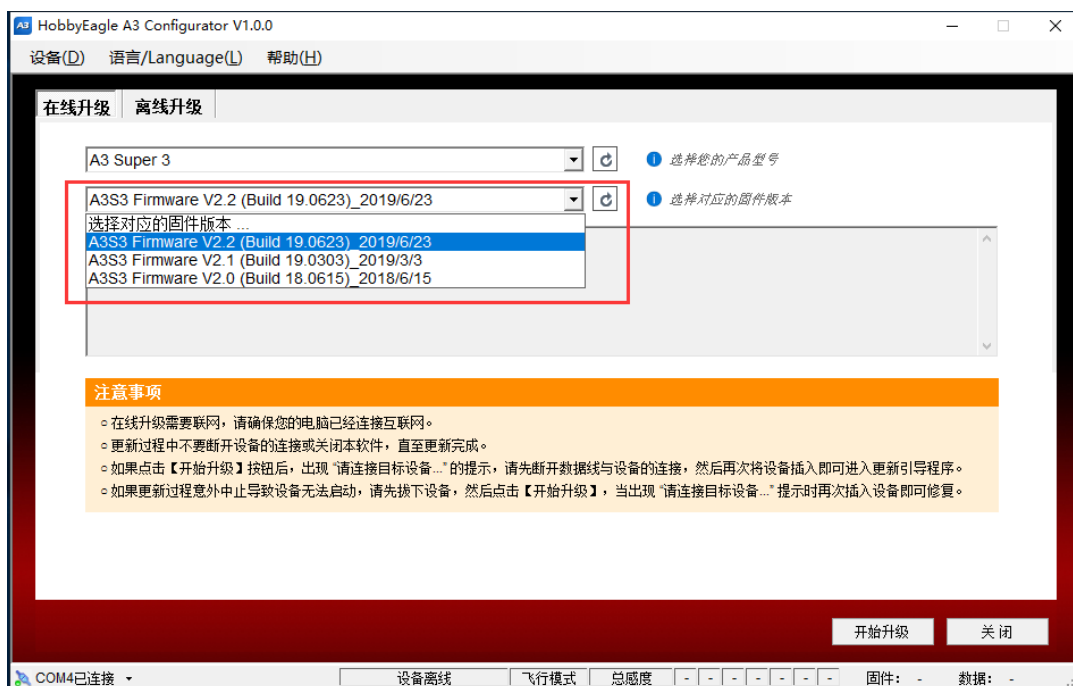 A3 HobbyEagle A3 Configurator V1.0.0
设备(D) 语言/Language(L) 帮助(H)
在线升级 离线升级
A3 Super 3 选择您的产品型号
A3S3 Firmware V2.2 (Build 19.0623)_2019/6/23 选择对应的固件版本
选择对应的固件版本 ...
A3S3 Firmware V2.2 (Build 19.0623)_2019/6/23
A3S3 Firmware V2.1 (Build 19.0303)_2019/3/3
A3S3 Firmware V2.0 (Build 18.0615)_2018/6/15
注意事项
○在线升级需要联网，请确保您的电脑已经连接互联网。
○更新过程中不要断开设备的连接或关闭本软件，直至更新完成。
○如果点击【开始升级】按钮后，出现 "请连接目标设备..." 的提示，请先断开数据线与设备的连接，然后再次将设备插入即可进入更新引导程序。
○如果更新过程意外中止导致设备无法启动，请先拔下设备，然后点击【开始升级】，当出现 "请连接目标设备..." 提示时再次插入设备即可修复。
开始升级 关闭
COM4已连接 设备离线 飞行模式 总感度 - - - - - - - 固件： - 数据： -